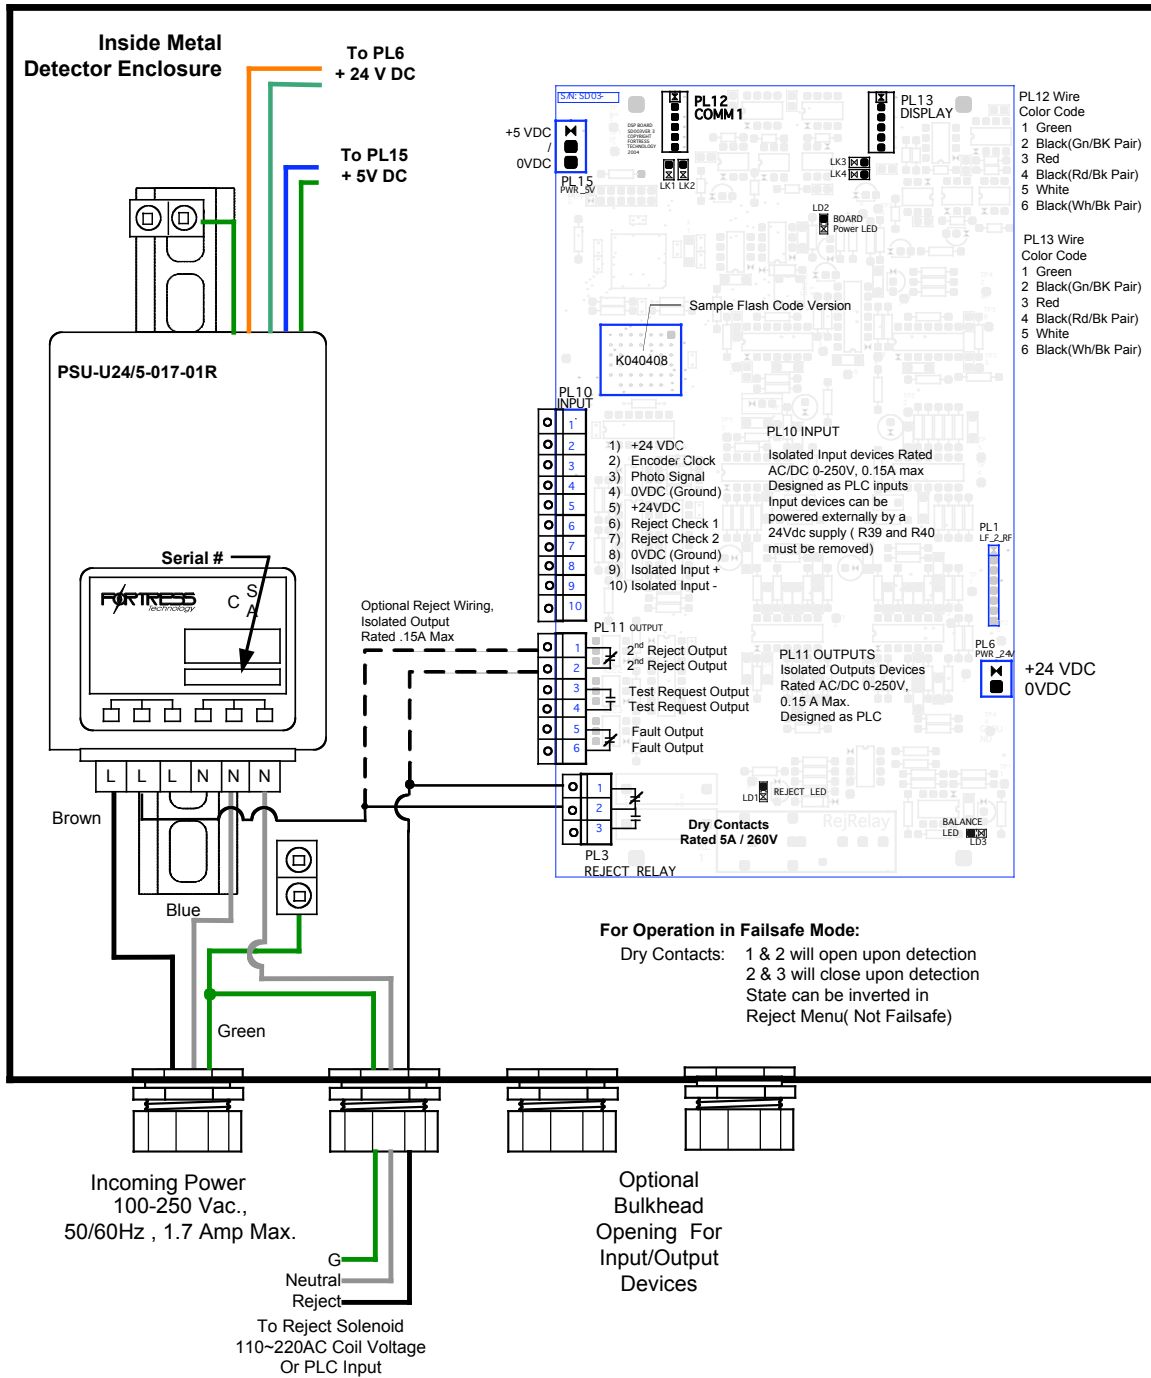 Inside Metal
Detector Enclosure
To PL6
+ 24 V DC
To PL15
+ 5V DC
PSU-U24/5-017-01R
Serial #
FORTRESS
Technology
C S A
L L L N N N
Brown
Blue
Green
Incoming Power
100-250 Vac.,
50/60Hz , 1.7 Amp Max.
G
Neutral
Reject
To Reject Solenoid
110~220AC Coil Voltage
Or PLC Input
Optional
Bulkhead
Opening For
Input/Output
Devices
S/N: SD03-
+5 VDC
/
0VDC
PL15
PWR_5V
DSP BOARD
COPYRIGHT
FORTRESS
TECHNOLOGY
2004
PL12
COMM1
LK1 LK2
PL13
DISPLAY
LK3
LK4
LD2
BOARD
Power LED
PL12 Wire
Color Code
1 Green
2 Black(Gn/BK Pair)
3 Red
4 Black(Rd/Bk Pair)
5 White
6 Black(Wh/Bk Pair)
PL13 Wire
Color Code
1 Green
2 Black(Gn/BK Pair)
3 Red
4 Black(Rd/Bk Pair)
5 White
6 Black(Wh/Bk Pair)
Sample Flash Code Version
K040408
PL10
INPUT
1
2
3
4
5
6
7
8
9
10
1) +24 VDC
2) Encoder Clock
3) Photo Signal
4) 0VDC (Ground)
5) +24VDC
6) Reject Check 1
7) Reject Check 2
8) 0VDC (Ground)
9) Isolated Input +
10) Isolated Input -
PL10 INPUT
Isolated Input devices Rated
AC/DC 0-250V, 0.15A max
Designed as PLC inputs
Input devices can be
powered externally by a
24Vdc supply ( R39 and R40
must be removed)
PL1
LF_2_RF
PL6
PWR_24V
+24 VDC
0VDC
Optional Reject Wiring,
Isolated Output
Rated .15A Max
PL11 OUTPUT
1
2
3
4
5
6
2nd Reject Output
2nd Reject Output
Test Request Output
Test Request Output
Fault Output
Fault Output
PL11 OUTPUTS
Isolated Outputs Devices
Rated AC/DC 0-250V,
0.15 A Max.
Designed as PLC
1
2
3
LD1
REJECT LED
RejRelay
Dry Contacts
Rated 5A / 260V
BALANCE
LED
LD3
PL3
REJECT RELAY
For Operation in Failsafe Mode:
Dry Contacts: 1 & 2 will open upon detection
2 & 3 will close upon detection
State can be inverted in
Reject Menu( Not Failsafe)